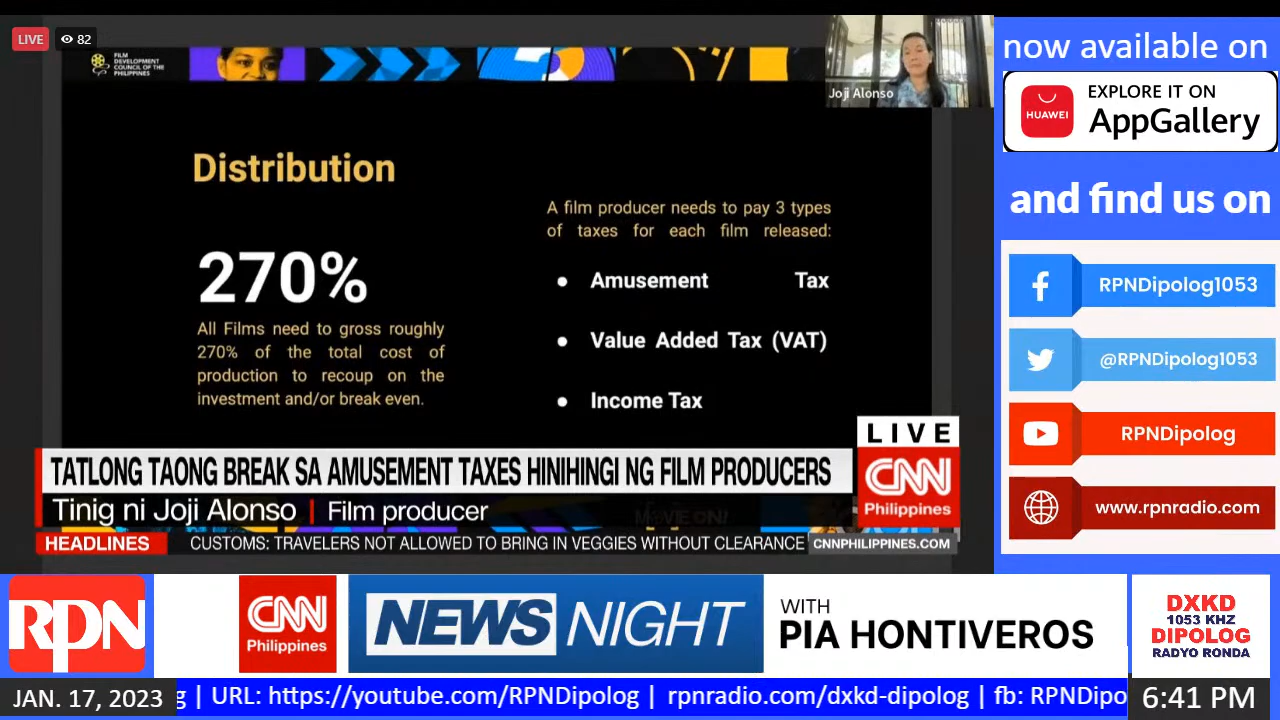 LIVE
82
FILM
DEVELOPMENT
COUNCIL OF THE
PHILIPPINES
Joji Alonso
Distribution
270%
All Films need to gross roughly
270% of the total cost of
production to recoup on the
investment and/or break even.
A film producer needs to pay 3 types
of taxes for each film released:
• Amusement Tax
• Value Added Tax (VAT)
• Income Tax
LIVE
CNN
Philippines
TATLONG TAONG BREAK SA AMUSEMENT TAXES HINIHINGI NG FILM PRODUCERS
Tinig ni Joji Alonso | Film producer
HEADLINES
CUSTOMS: TRAVELERS NOT ALLOWED TO BRING IN VEGGIES WITHOUT CLEARANCE
CNNPHILIPPINES.COM
now available on
HUAWEI
EXPLORE IT ON
AppGallery
and find us on
RPNDipolog1053
@RPNDipolog1053
RPNDipolog
www.rpnradio.com
RPN
CNN
Philippines
NEWS NIGHT
WITH
PIA HONTIVEROS
DXKD
1053 KHZ
DIPOLOG
RADYO RONDA
JAN. 17, 2023
g | URL: https://youtube.com/RPNDipolog | rpnradio.com/dxkd-dipolog | fb: RPNDipo
6:41 PM